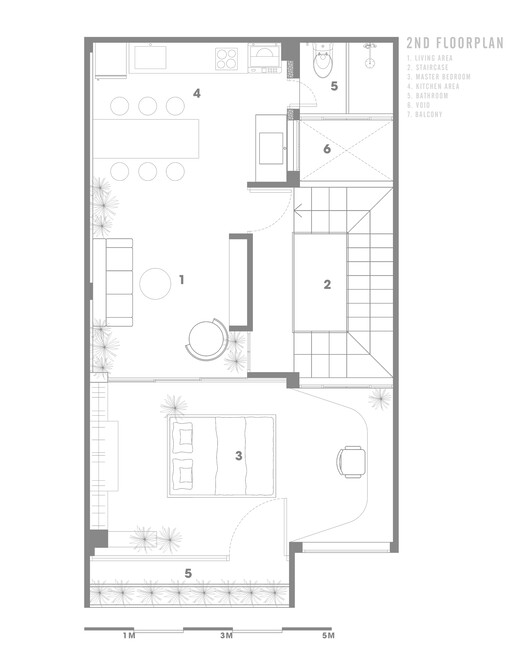 2ND FLOORPLAN
1. LIVING AREA
2. STAIRCASE
3. MASTER BEDROOM
4. KITCHEN AREA
5. BATHROOM
6. VOID
7. BALCONY
4
5
6
1
2
3
5
1M 3M 5M